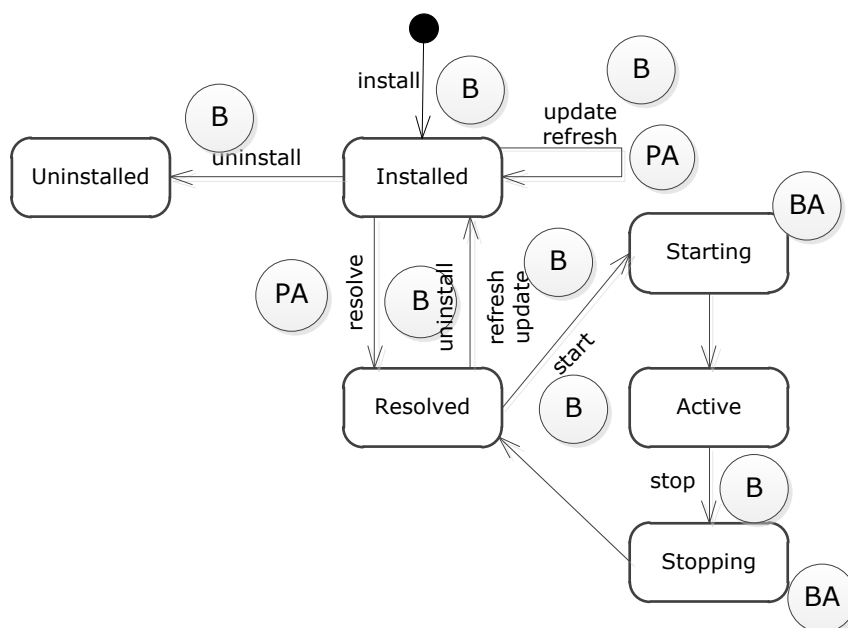 B
install
B
update
refresh
B
uninstall
PA
Uninstalled
Installed
BA
Starting
B
PA
resolve
B
uninstall
refresh
update
start
Resolved
B
Active
stop
B
Stopping
BA